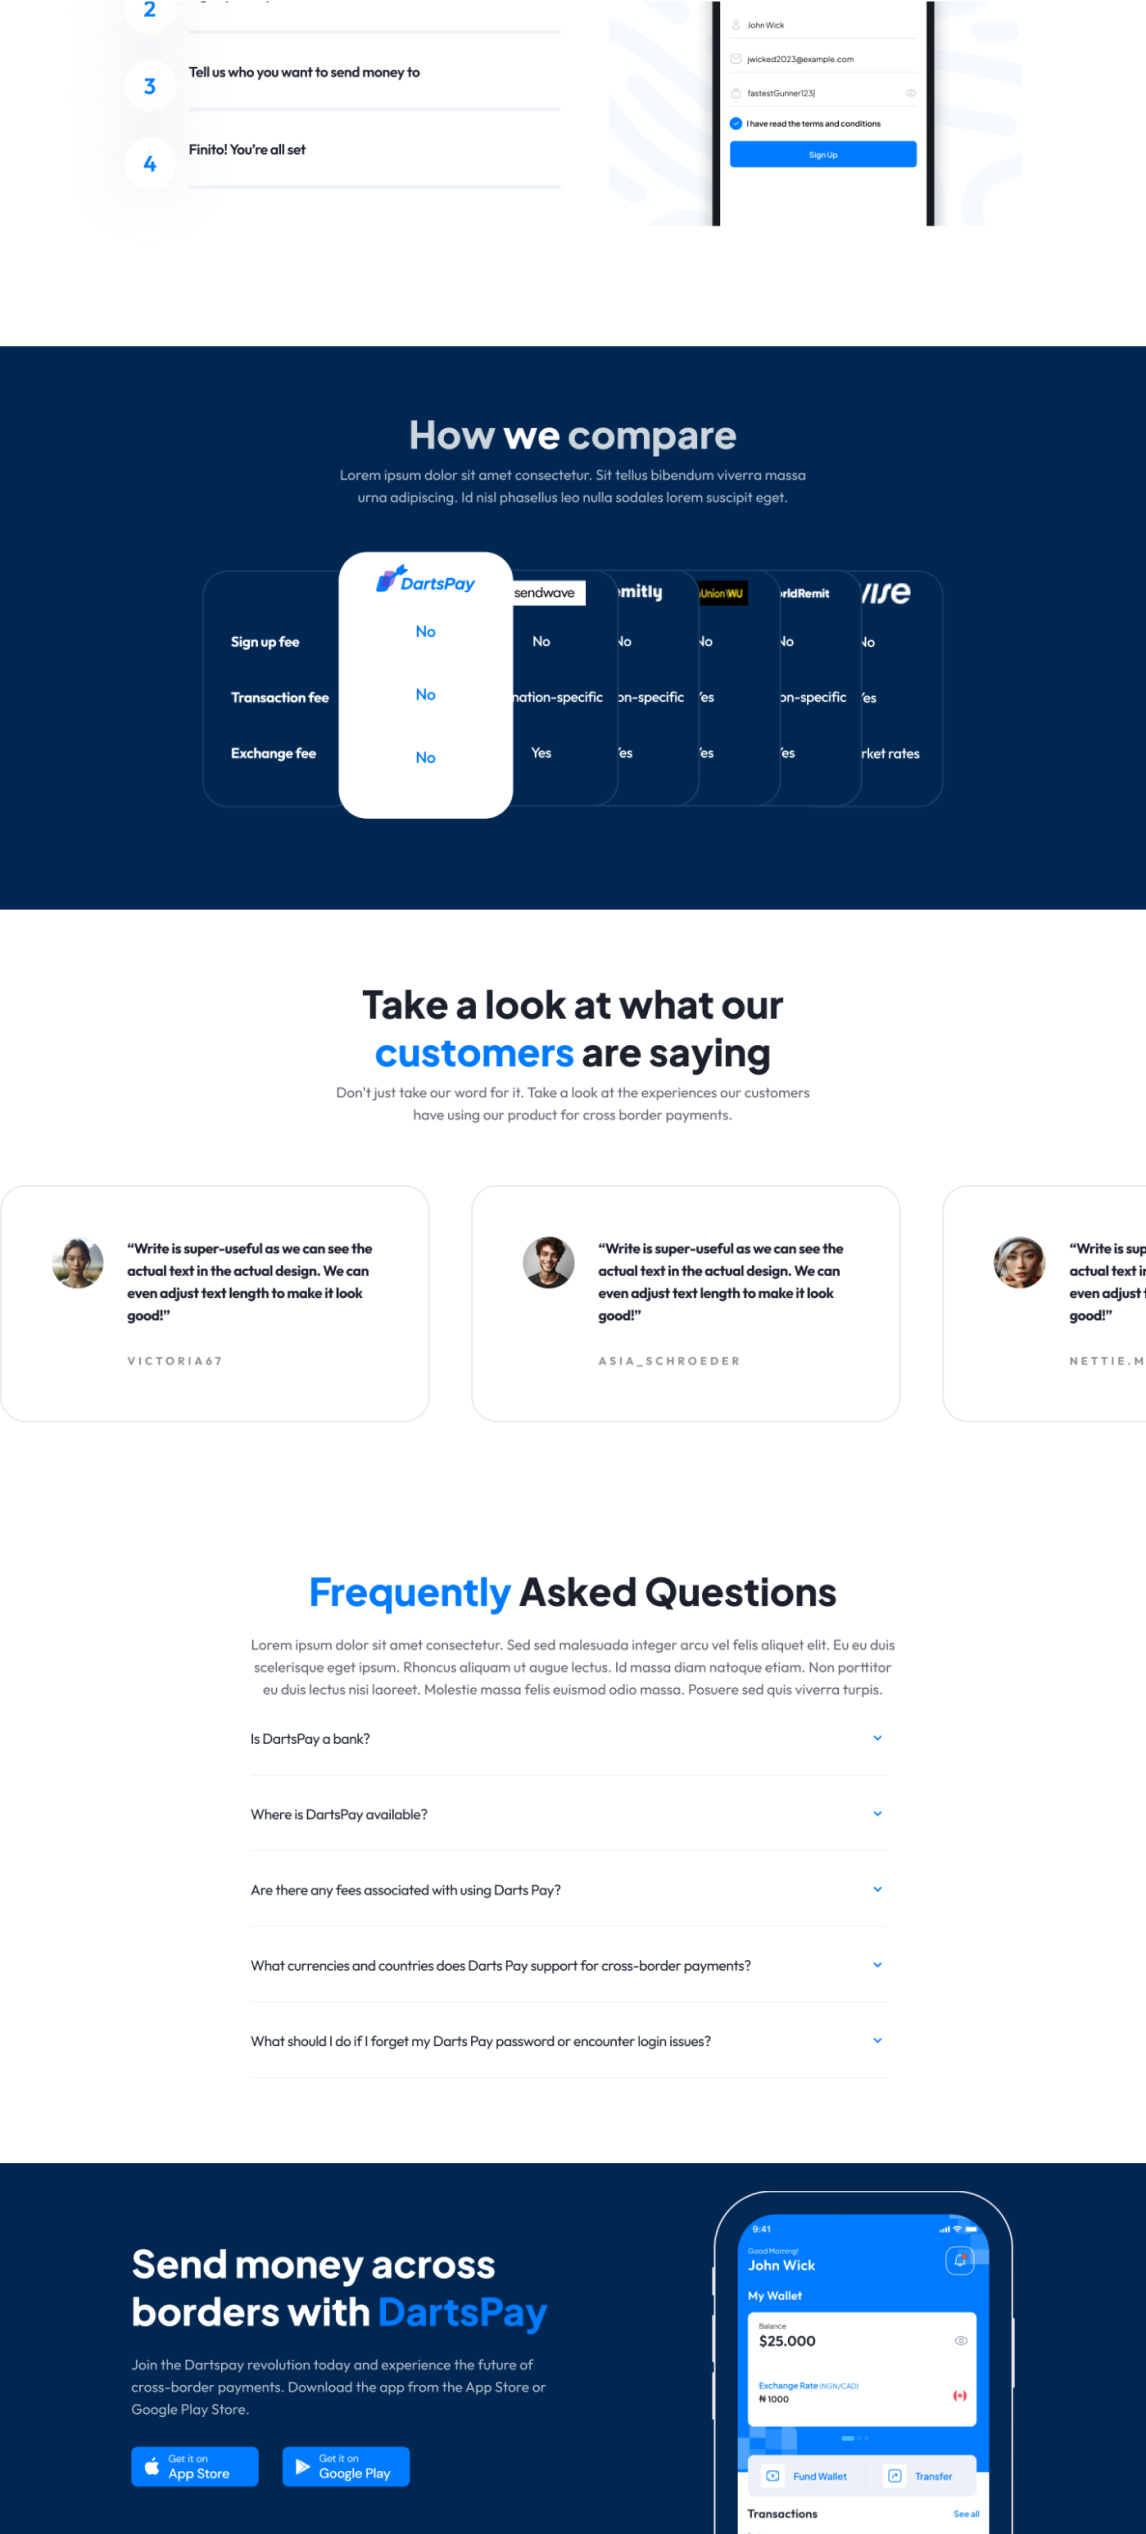 2
3
Tell us who you want to send money to
4
Finito! You're all set
John Wick
jwicked2023@example.com
fastestGunner123|
I have read the terms and conditions
Sign Up
How we compare
Lorem ipsum dolor sit amet consectetur. Sit tellus bibendum viverra massa
urna adipiscing. Id nisl phasellus leo nulla sodales lorem suscipit eget.
DartsPay
sendwave
emitly
Union WU
orldRemit
wise
Sign up fee
No
No
No
No
No
No
Transaction fee
No
nation-specific
on-specific
Yes
on-specific
Yes
Exchange fee
No
Yes
Yes
Yes
Yes
rket rates
Take a look at what our
customers are saying
Don't just take our word for it. Take a look at the experiences our customers
have using our product for cross border payments.
“Write is super-useful as we can see the
actual text in the actual design. We can
even adjust text length to make it look
good!”
VICTORIA67
“Write is super-useful as we can see the
actual text in the actual design. We can
even adjust text length to make it look
good!”
ASIA_SCHROEDER
“Write is sup
actual text in
even adjust t
good!”
NETTIE.M
Frequently Asked Questions
Lorem ipsum dolor sit amet consectetur. Sed sed malesuada integer arcu vel felis aliquet elit. Eu eu duis
scelerisque eget ipsum. Rhoncus aliquam ut augue lectus. Id massa diam natoque etiam. Non porttitor
eu duis lectus nisi laoreet. Molestie massa felis euismod odio massa. Posuere sed quis viverra turpis.
Is DartsPay a bank?
Where is DartsPay available?
Are there any fees associated with using Darts Pay?
What currencies and countries does Darts Pay support for cross-border payments?
What should I do if I forget my Darts Pay password or encounter login issues?
Send money across
borders with DartsPay
Join the Dartspay revolution today and experience the future of
cross-border payments. Download the app from the App Store or
Google Play Store.
Get it on
App Store
Get it on
Google Play
9:41
Good Morning!
John Wick
My Wallet
Balance
$25.000
Exchange Rate (NGN/CAD)
₦ 1000
Fund Wallet
Transfer
Transactions
See all